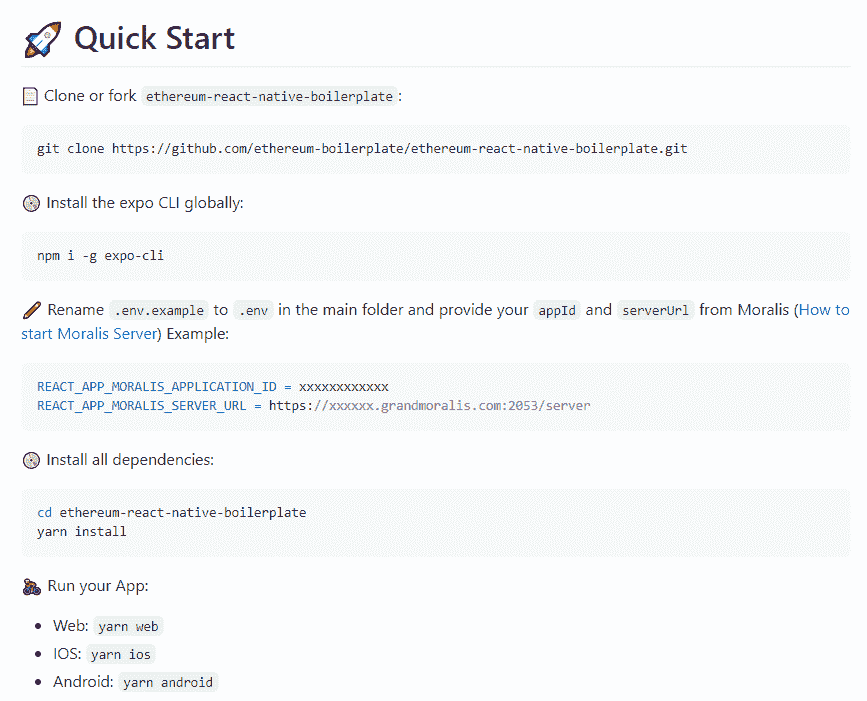 Quick Start
Clone or fork ethereum-react-native-boilerplate :
git clone https://github.com/ethereum-boilerplate/ethereum-react-native-boilerplate.git
Install the expo CLI globally:
npm i -g expo-cli
Rename .env.example to .env in the main folder and provide your appId and serverUrl from Moralis (How to
start Moralis Server) Example:
REACT_APP_MORALIS_APPLICATION_ID = xxxxxxxxxxxx
REACT_APP_MORALIS_SERVER_URL = https://xxxxxx.grandmoralis.com:2053/server
Install all dependencies:
cd ethereum-react-native-boilerplate
yarn install
Run your App:
• Web: yarn web
• IOS: yarn ios
• Android: yarn android